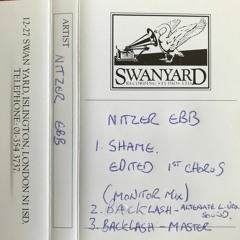 12-27 SWAN YARD, ISLINGTON, LONDON N1 1SD.
TELEPHONE: 01-354 3737.
ARTIST
NITZER EBB
SWANYARD
RECORDING STUDIOS LTD
NITZER EBB
1. SHAME.
EDITED 1ST CHORUS
(MONITOR MIX)
2. BACKLASH - ALTERNATE
SOUND.
3. BACKLASH - MASTER